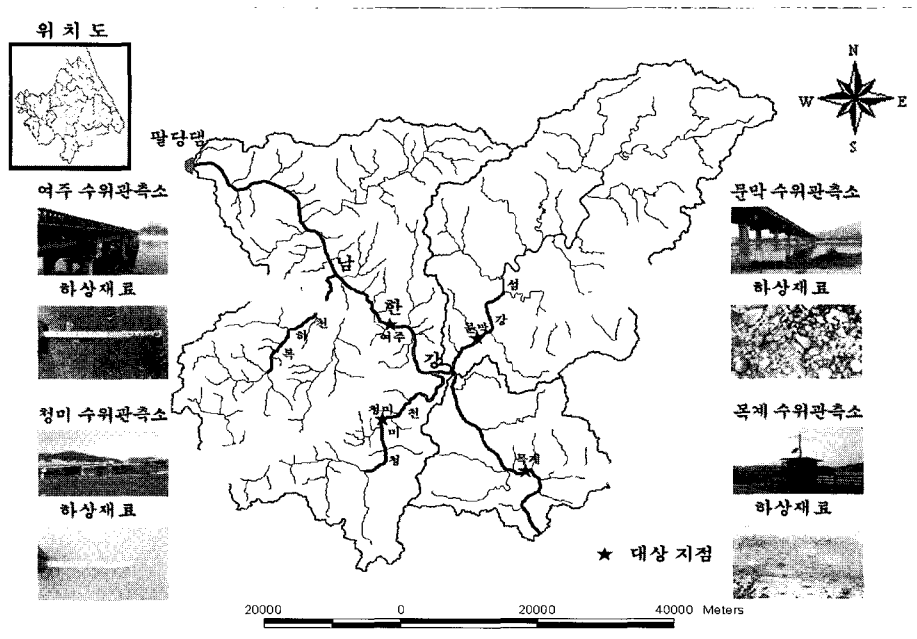 위 치 도
N
W E
S
팔당댐
여주 수위관측소
하상재료
문막 수위관측소
하상재료
남
한
강
여주
섬
강
문막
복
하
천
청미
천
미
청
목계
청미 수위관측소
하상재료
목계 수위관측소
하상재료
★ 대상 지점
20000 0 20000 40000 Meters